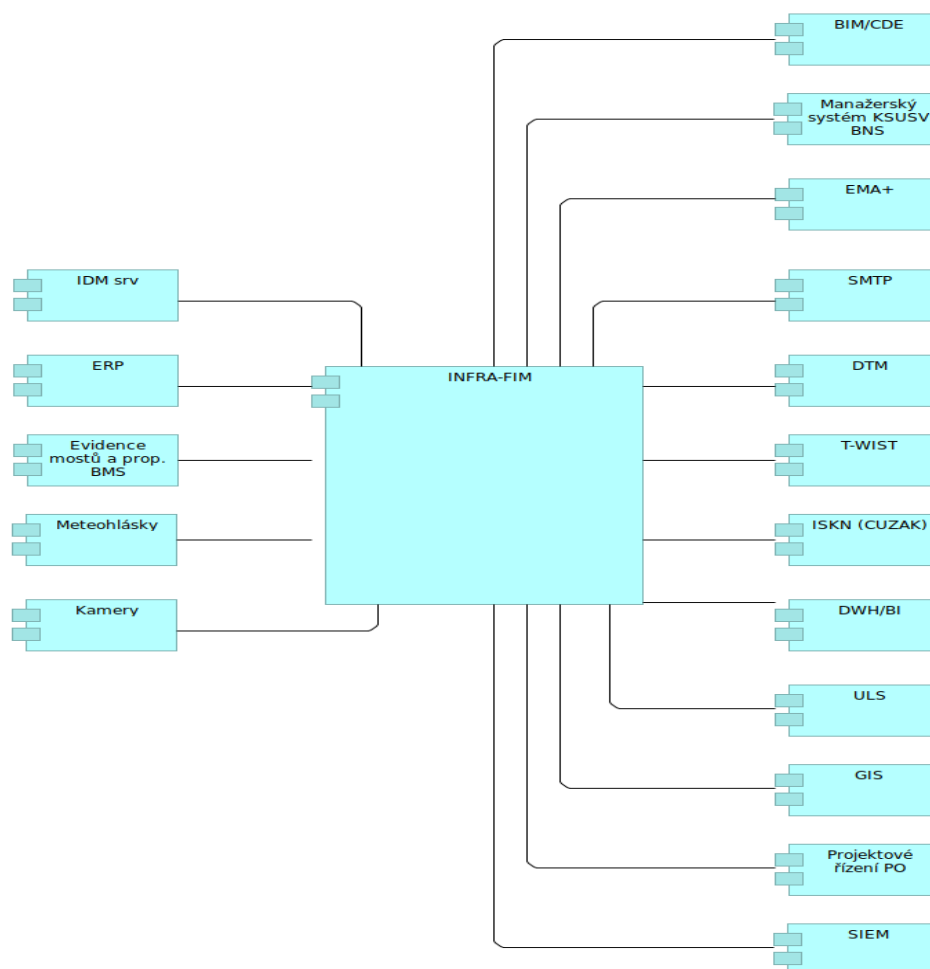 BIM/CDE
Manažerský
systém KSÚSV
BNS
EMA+
IDM srv
SMTP
ERP
INFRA-FIM
DTM
Evidence
mostů a prop.
BMS
T-WIST
Meteohlásky
ISKN (CUZAK)
Kamery
DWH/BI
ULS
GIS
Projektové
řízení PO
SIEM